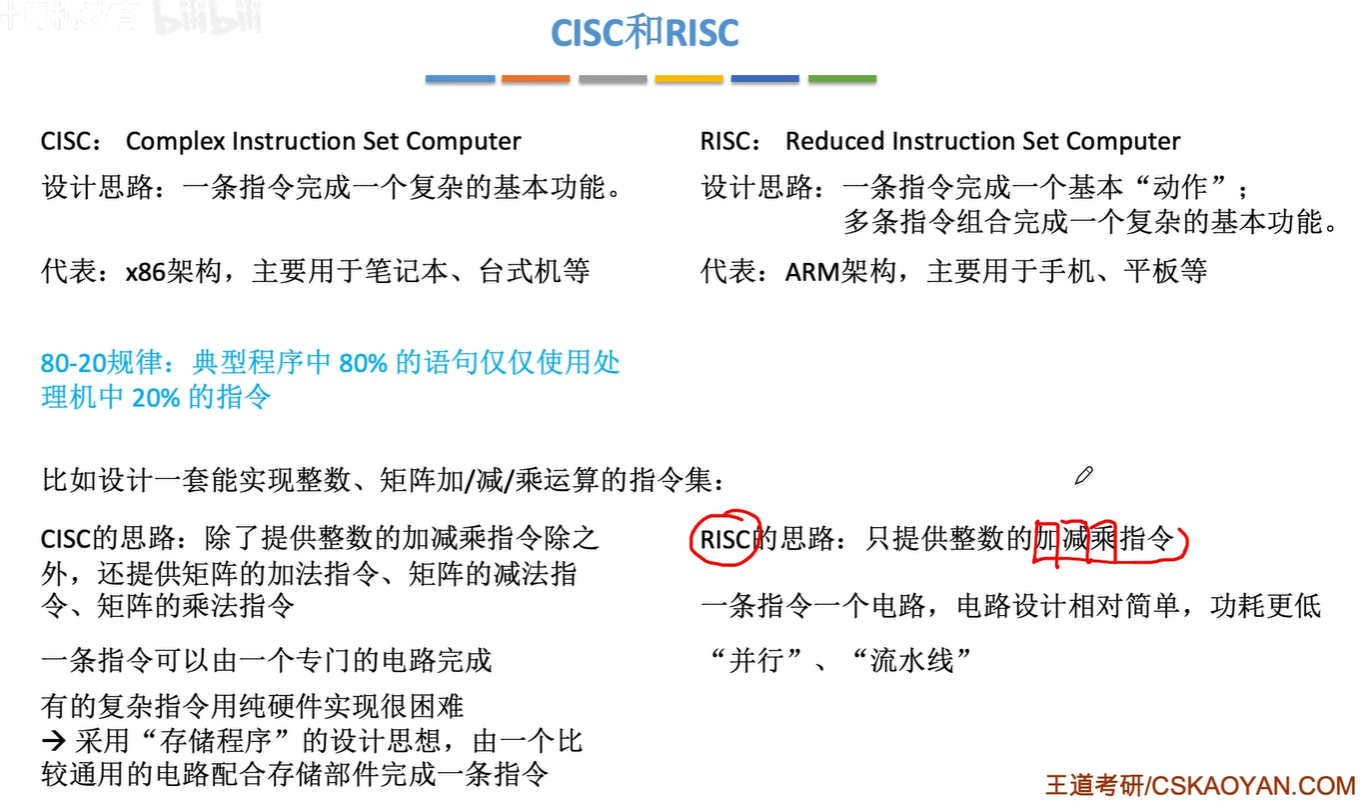 bilibili
CISC和RISC
CISC： Complex Instruction Set Computer
设计思路：一条指令完成一个复杂的基本功能。
代表：x86架构，主要用于笔记本、台式机等
80-20规律：典型程序中 80% 的语句仅仅使用处
理机中 20% 的指令
RISC： Reduced Instruction Set Computer
设计思路：一条指令完成一个基本“动作”；
多条指令组合完成一个复杂的基本功能。
代表：ARM架构，主要用于手机、平板等
比如设计一套能实现整数、矩阵加/减/乘运算的指令集：
CISC的思路：除了提供整数的加减乘指令除之
外，还提供矩阵的加法指令、矩阵的减法指
令、矩阵的乘法指令
一条指令可以由一个专门的电路完成
有的复杂指令用纯硬件实现很困难
→ 采用“存储程序”的设计思想，由一个比
较通用的电路配合存储部件完成一条指令
RISC的思路：只提供整数的加减乘指令
一条指令一个电路，电路设计相对简单，功耗更低
“并行”、“流水线”
王道考研/CSKAOYAN.COM